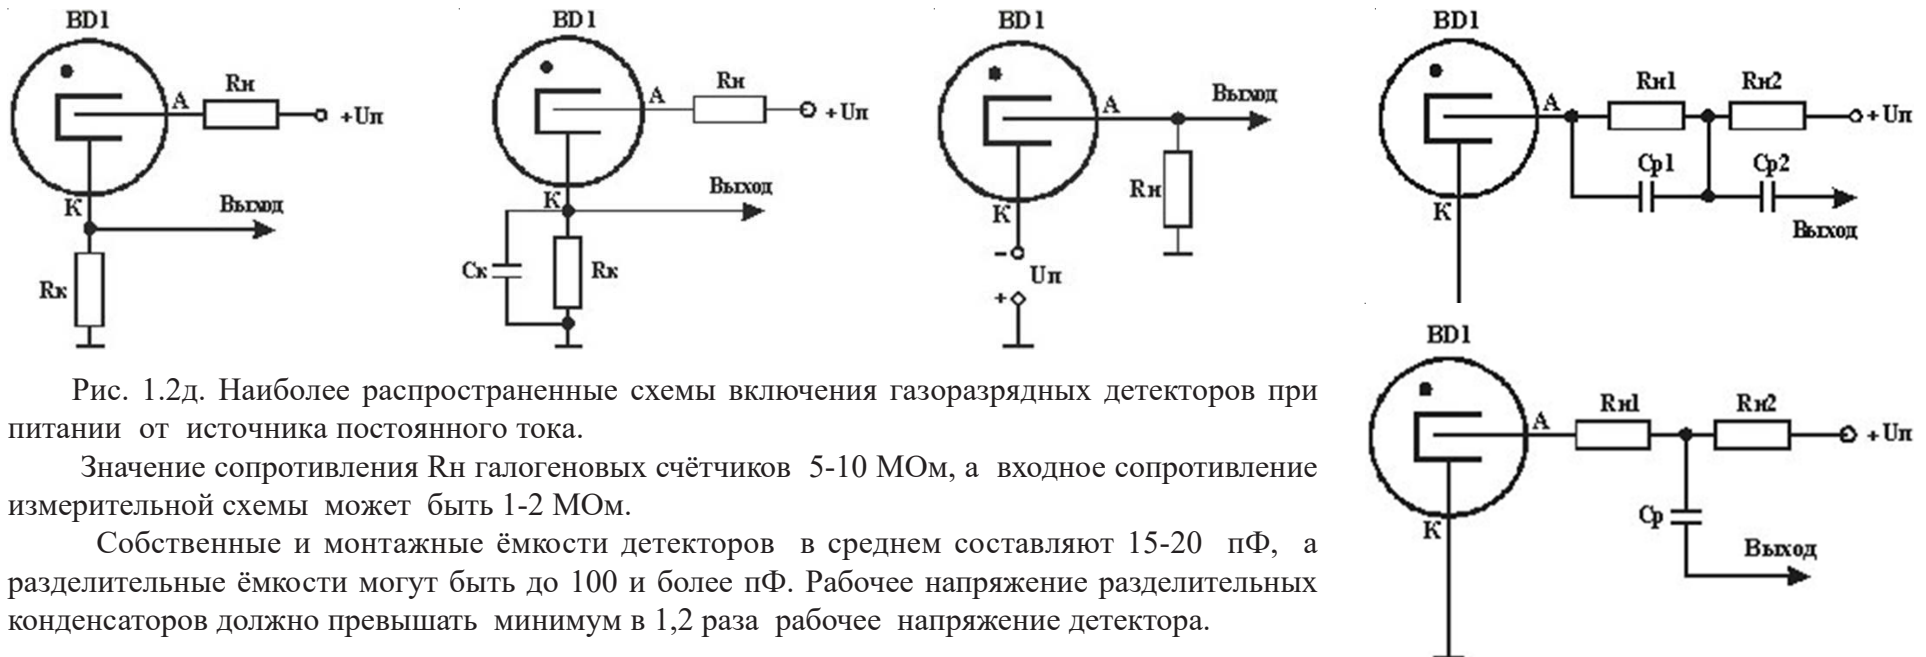 BD1
Rн
А
+Uп
К
Выход
Rк
BD1
Rн
А
+Uп
К
Выход
Cк
Rк
BD1
А
Выход
Rн
К
−
Uп
+
BD1
Rн1
Rн2
А
+Uп
Cр1
Cр2
К
Выход
BD1
Rн1
Rн2
А
+Uп
К
Cр
Выход
Рис. 1.2д. Наиболее распространенные схемы включения газоразрядных детекторов при
питании от источника постоянного тока.
Значение сопротивления Rн галогеновых счётчиков 5-10 МОм, а входное сопротивление
измерительной схемы может быть 1-2 МОм.
Собственные и монтажные ёмкости детекторов в среднем составляют 15-20 пФ, а
разделительные ёмкости могут быть до 100 и более пФ. Рабочее напряжение разделительных
конденсаторов должно превышать минимум в 1,2 раза рабочее напряжение детектора.